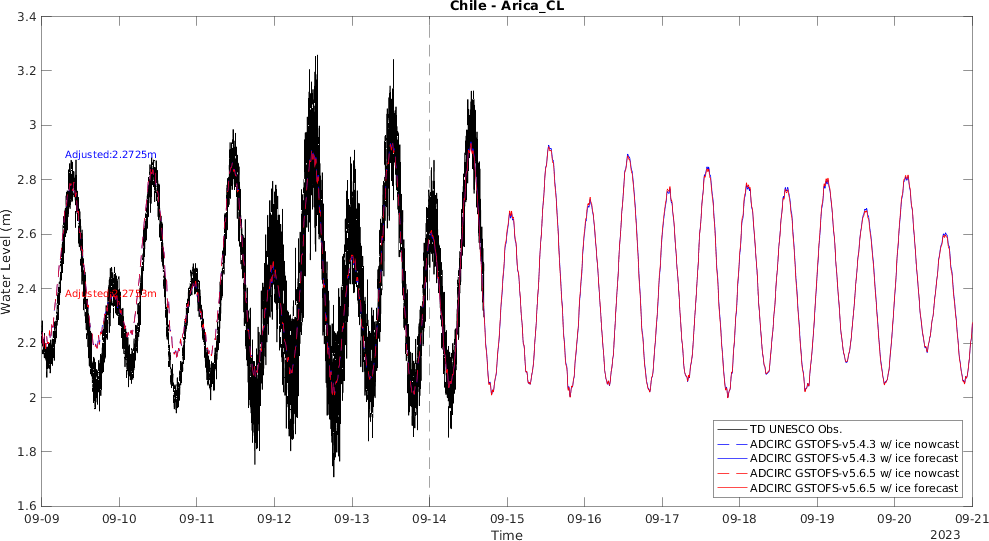 Chile - Arica_CL
3.4
3.2
3
2.8
2.6
2.4
2.2
2
1.8
1.6
Water Level (m)
Adjusted:2.2725m
Adjusted:2.2753m
TD UNESCO Obs.
ADCIRC GSTOFS-v5.4.3 w/ ice nowcast
ADCIRC GSTOFS-v5.4.3 w/ ice forecast
ADCIRC GSTOFS-v5.6.5 w/ ice nowcast
ADCIRC GSTOFS-v5.6.5 w/ ice forecast
09-09 09-10 09-11 09-12 09-13 09-14 09-15 09-16 09-17 09-18 09-19 09-20 09-21
Time
2023